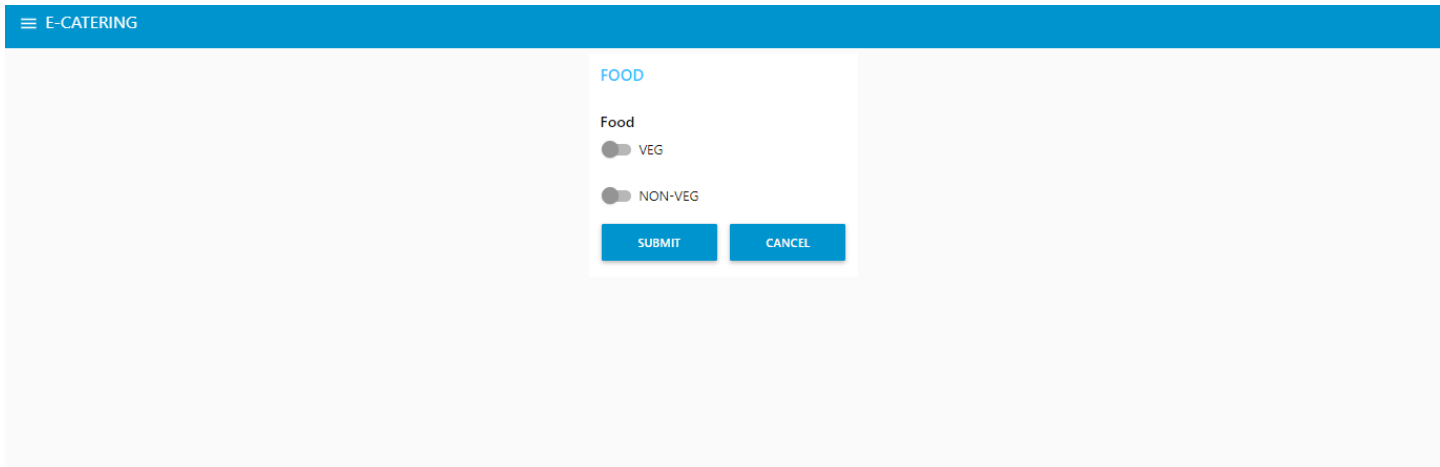 E-CATERING
FOOD
Food
VEG
NON-VEG
SUBMIT CANCEL